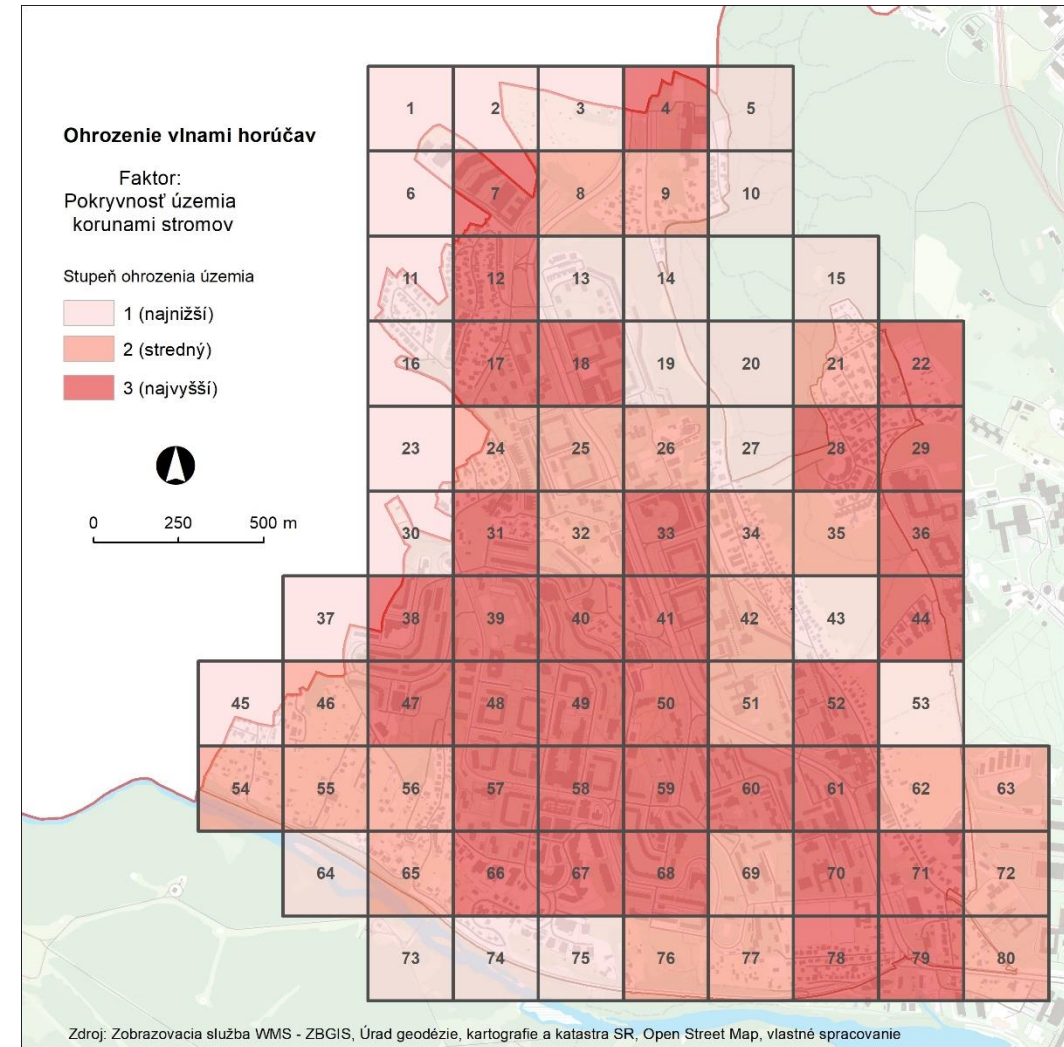 Ohrozenie vlnami horúčav
Faktor:
Pokryvnosť územia
korunami stromov
Stupeň ohrozenia územia
1 (najnižší)
2 (stredný)
3 (najvyšší)
0 250 500 m
1 2 3 4 5
6 7 8 9 10
11 12 13 14 15
16 17 18 19 20 21 22
23 24 25 26 27 28 29
30 31 32 33 34 35 36
37 38 39 40 41 42 43 44
45 46 47 48 49 50 51 52 53
54 55 56 57 58 59 60 61 62 63
64 65 66 67 68 69 70 71 72
73 74 75 76 77 78 79 80
Zdroj: Zobrazovacia služba WMS - ZBGIS, Úrad geodézie, kartografie a katastra SR, Open Street Map, vlastné spracovanie